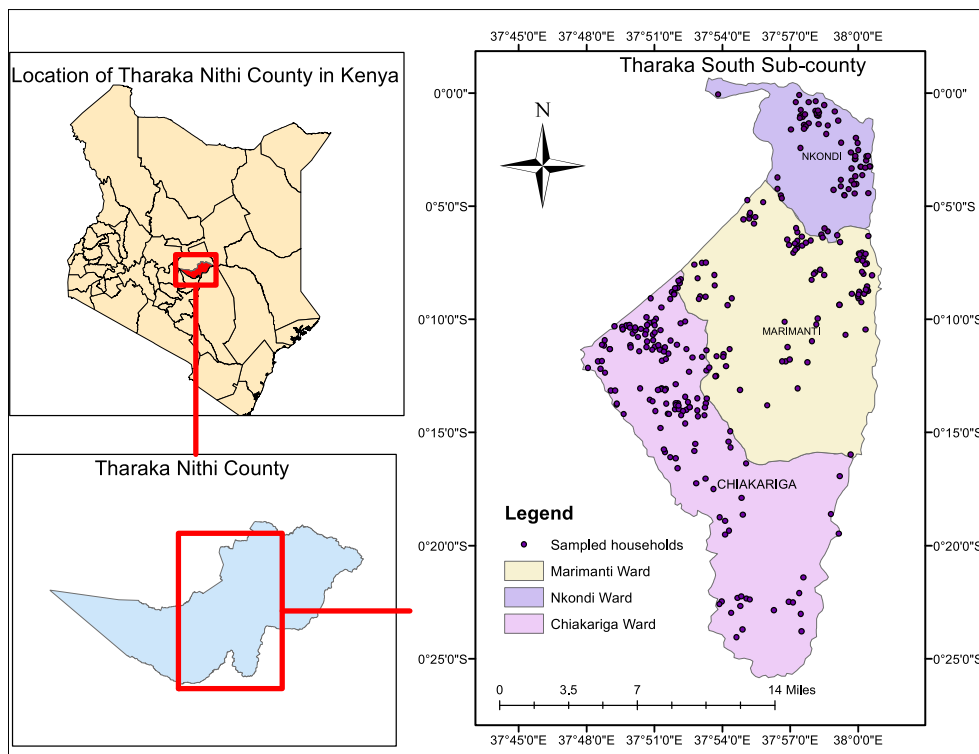 Location of Tharaka Nithi County in Kenya
Tharaka Nithi County
37°45'0"E 37°48'0"E 37°51'0"E 37°54'0"E 37°57'0"E 38°0'0"E
Tharaka South Sub-county
N
0°0'0" 0°0'0"
NKONDI
0°5'0"S 0°5'0"S
0°10'0"S 0°10'0"S
MARIMANTI
0°15'0"S 0°15'0"S
CHIAKARIGA
Legend
Sampled households
Marimanti Ward
Nkondi Ward
Chiakariga Ward
0°20'0"S 0°20'0"S
0°25'0"S 0°25'0"S
0 3.5 7 14 Miles
37°45'0"E 37°48'0"E 37°51'0"E 37°54'0"E 37°57'0"E 38°0'0"E